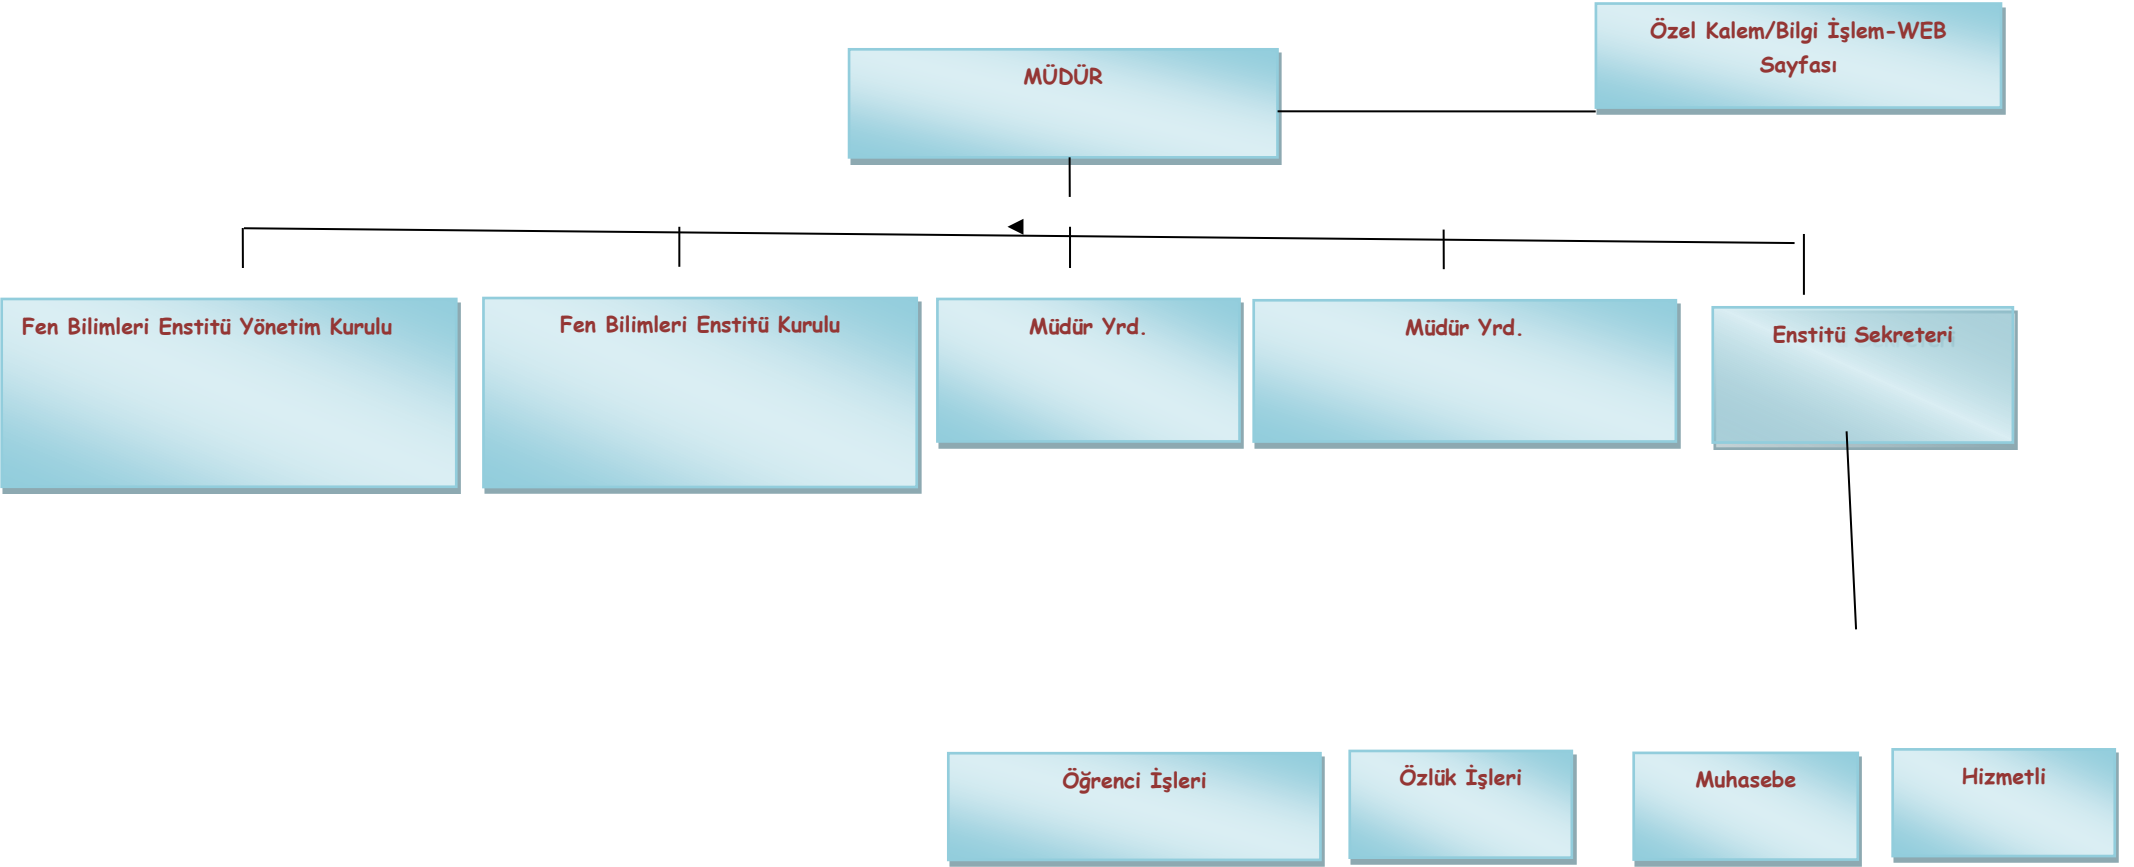 Özel Kalem/Bilgi İşlem-WEB
Sayfası
MÜDÜR
Fen Bilimleri Enstitü Yönetim Kurulu
Fen Bilimleri Enstitü Kurulu
Müdür Yrd.
Müdür Yrd.
Enstitü Sekreteri
Öğrenci İşleri
Özlük İşleri
Muhasebe
Hizmetli